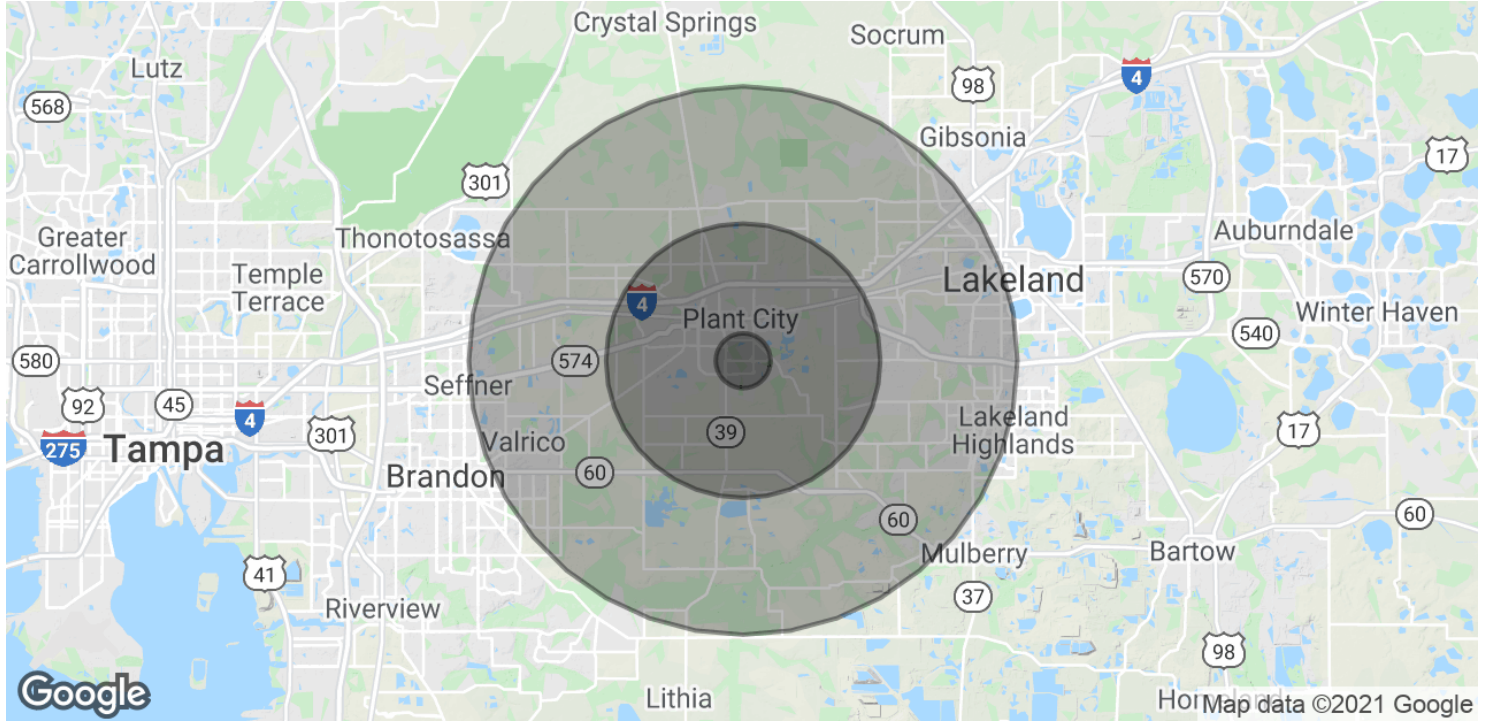 Crystal Springs
Socrum
Lutz
4
98
568
Gibsonia
17
301
Greater
Carrollwood
Thonotosassa
Auburndale
Temple
Terrace
Lakeland
570
4
Plant City
Winter Haven
540
580
574
Seffner
92
45
4
301
Lakeland
Highlands
17
39
275
Tampa
Valrico
Brandon
60
60
60
Mulberry
Bartow
41
Riverview
37
98
Google
Lithia
Map data ©2021 Google